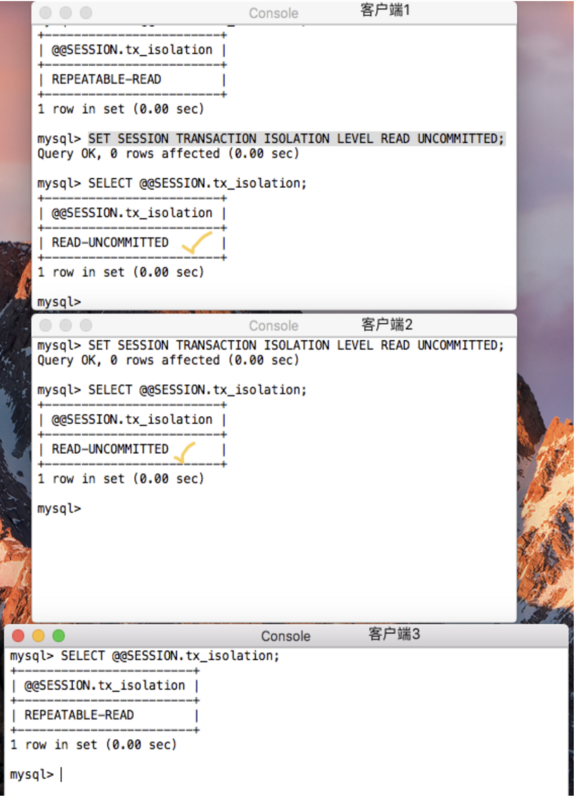 Console 客户端1
+------------------------+
| @@SESSION.tx_isolation |
+------------------------+
| REPEATABLE-READ        |
+------------------------+
1 row in set (0.00 sec)
mysql> SET SESSION TRANSACTION ISOLATION LEVEL READ UNCOMMITTED;
Query OK, 0 rows affected (0.00 sec)
mysql> SELECT @@SESSION.tx_isolation;
+------------------------+
| @@SESSION.tx_isolation |
+------------------------+
| READ-UNCOMMITTED       |
+------------------------+
1 row in set (0.00 sec)
mysql>
Console 客户端2
mysql> SET SESSION TRANSACTION ISOLATION LEVEL READ UNCOMMITTED;
Query OK, 0 rows affected (0.00 sec)
mysql> SELECT @@SESSION.tx_isolation;
+------------------------+
| @@SESSION.tx_isolation |
+------------------------+
| READ-UNCOMMITTED       |
+------------------------+
1 row in set (0.00 sec)
mysql>
Console 客户端3
mysql> SELECT @@SESSION.tx_isolation;
+------------------------+
| @@SESSION.tx_isolation |
+------------------------+
| REPEATABLE-READ        |
+------------------------+
1 row in set (0.00 sec)
mysql>